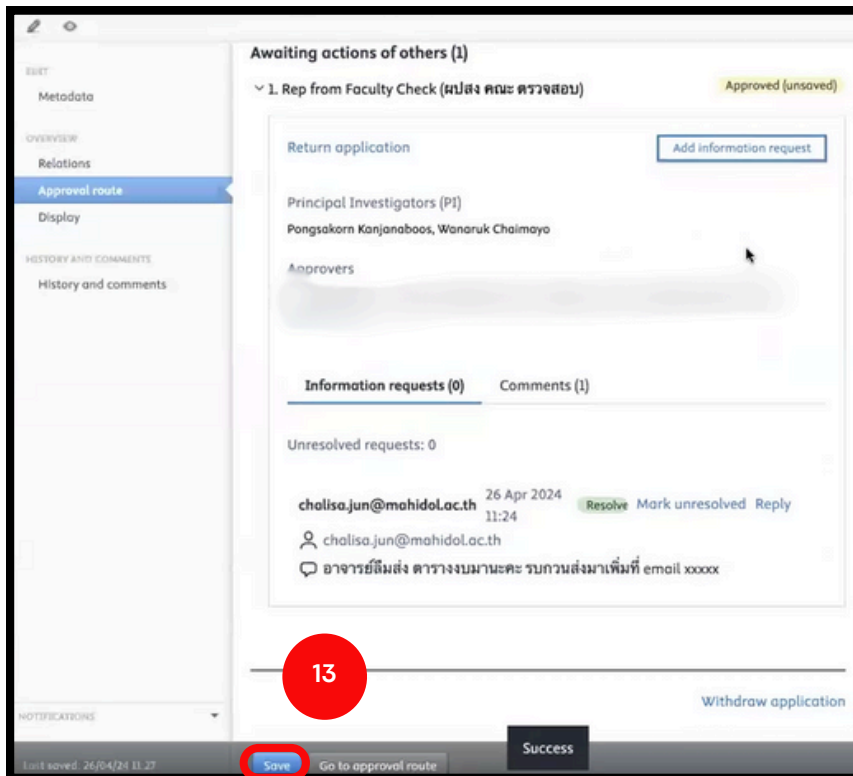 EDIT
Metadata
OVERVIEW
Relations
Approval route
Display
HISTORY AND COMMENTS
History and comments
NOTIFICATIONS
Last saved: 26/04/24 11.27
Awaiting actions of others (1)
1. Rep from Faculty Check (ผปสง คณะ ตรวจสอบ)
Approved (unsaved)
Return application
Add information request
Principal Investigators (PI)
Pongsakorn Kanjanaboos, Wanaruk Chaimayo
Approvers
Information requests (0)
Comments (1)
Unresolved requests: 0
chalisa.jun@mahidol.ac.th
26 Apr 2024
11:24
Resolve
Mark unresolved
Reply
chalisa.jun@mahidol.ac.th
อาจารย์ลืมส่ง ตารางงบมานะคะ รบกวนส่งมาเพิ่มที่ email xxxxx
13
Withdraw application
Success
Save
Go to approval route